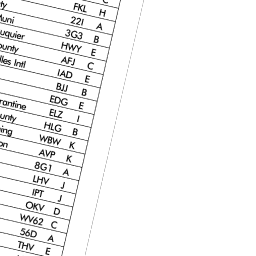 C
FKL H
ty 22I A
Muni 3G3 B
uquier HWY E
ounty AFJ C
lles Intl IAD E
BJJ B
EDG E
rantine ELZ I
unty HLG B
ning WBW K
on AVP K
8G1 A
LHV J
IPT J
OKV D
WV62 C
56D A
THV E